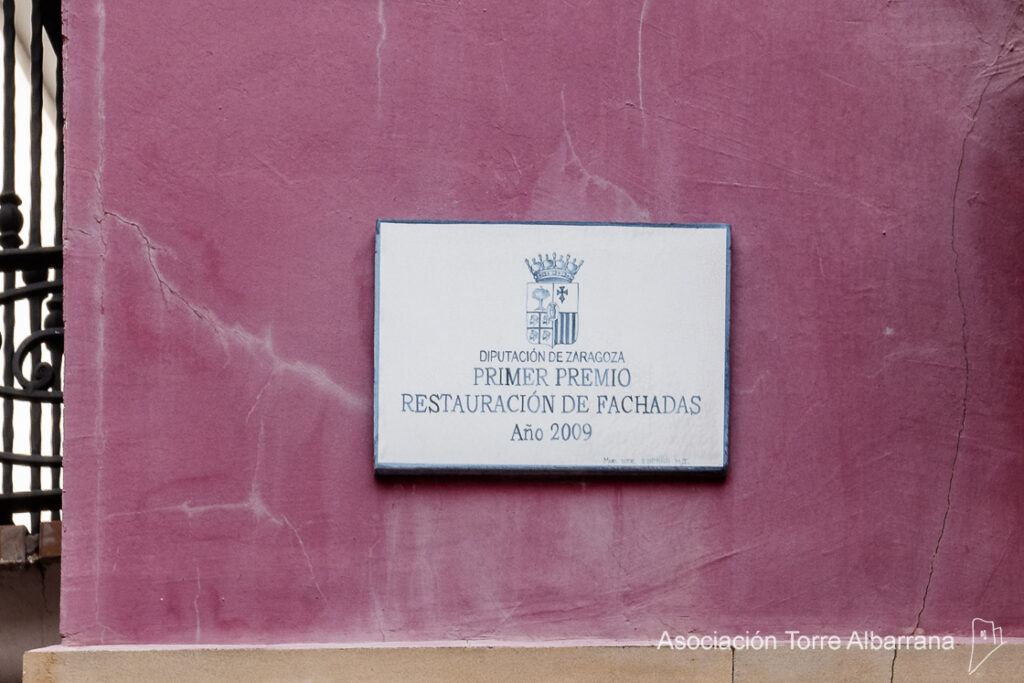 DIPUTACIÓN DE ZARAGOZA
PRIMER PREMIO
RESTAURACIÓN DE FACHADAS
Año 2009
Asociación Torre Albarrana